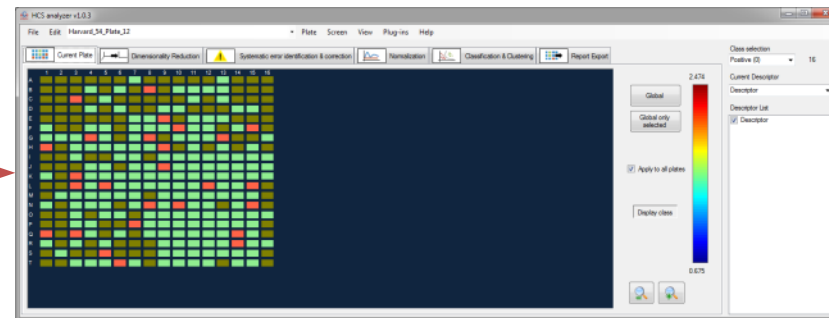 HCS analyzer v1.0.3
File Edit Harvard_54_Plate_12 Plate Screen View Plug-ins Help
Current Plate Dimensionality Reduction Systematic error identification & correction Normalization Classification & Clustering Report Export
Class selection
Positive (0) 16
Current Descriptor
Descriptor
Descriptor List
Descriptor
1 2 3 4 5 6 7 8 9 10 11 12 13 14 15 16
A
B
C
D
E
F
G
H
I
J
K
L
M
N
O
P
Q
R
S
T
Global
Global only
selected
Apply to all plates
Display class
2.474
0.675